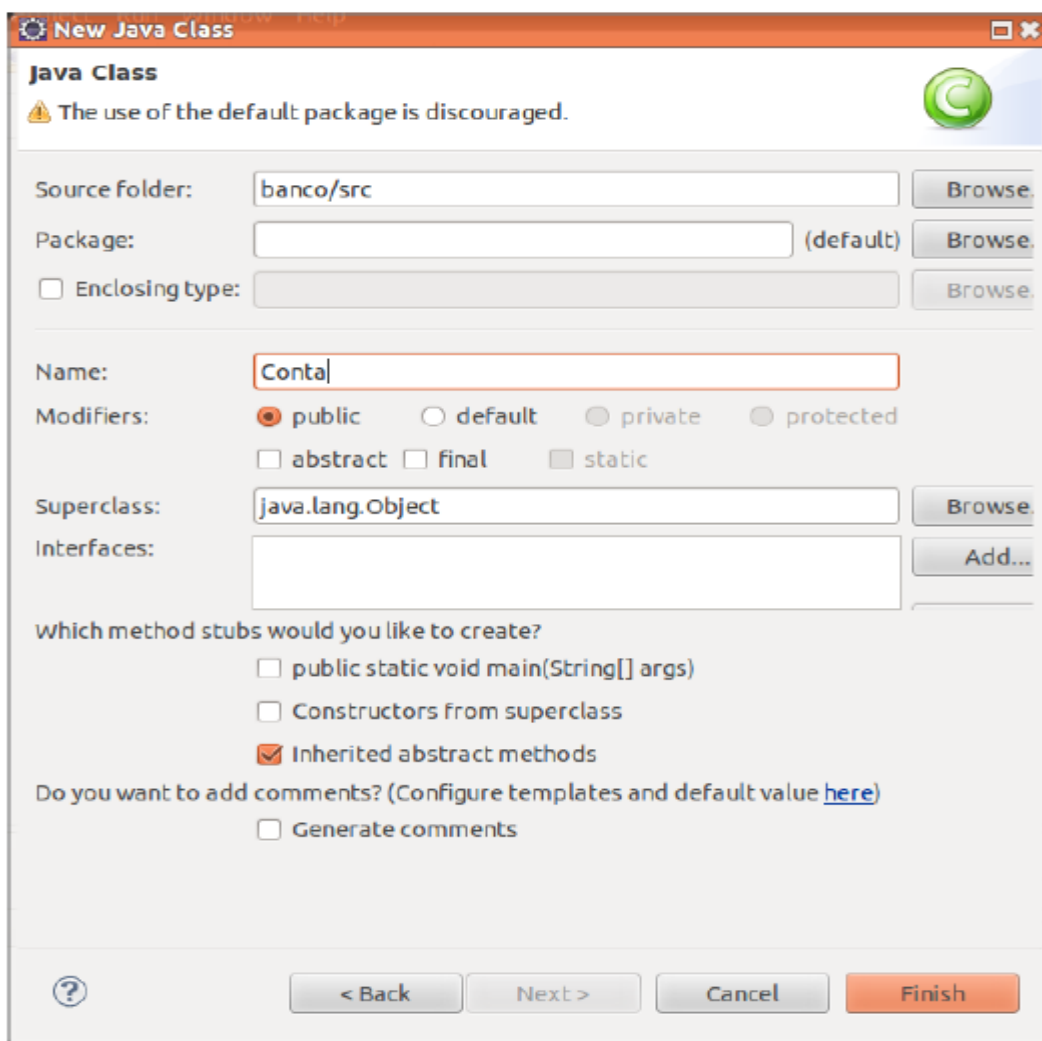 New Java Class
Java Class
The use of the default package is discouraged.
Source folder: banco/src Browse.
Package: (default) Browse.
Enclosing type: Browse.
Name: Conta
Modifiers: public default private protected
abstract final static
Superclass: java.lang.Object Browse.
Interfaces: Add...
Which method stubs would you like to create?
public static void main(String[] args)
Constructors from superclass
Inherited abstract methods
Do you want to add comments? (Configure templates and default value here)
Generate comments
? < Back Next > Cancel Finish